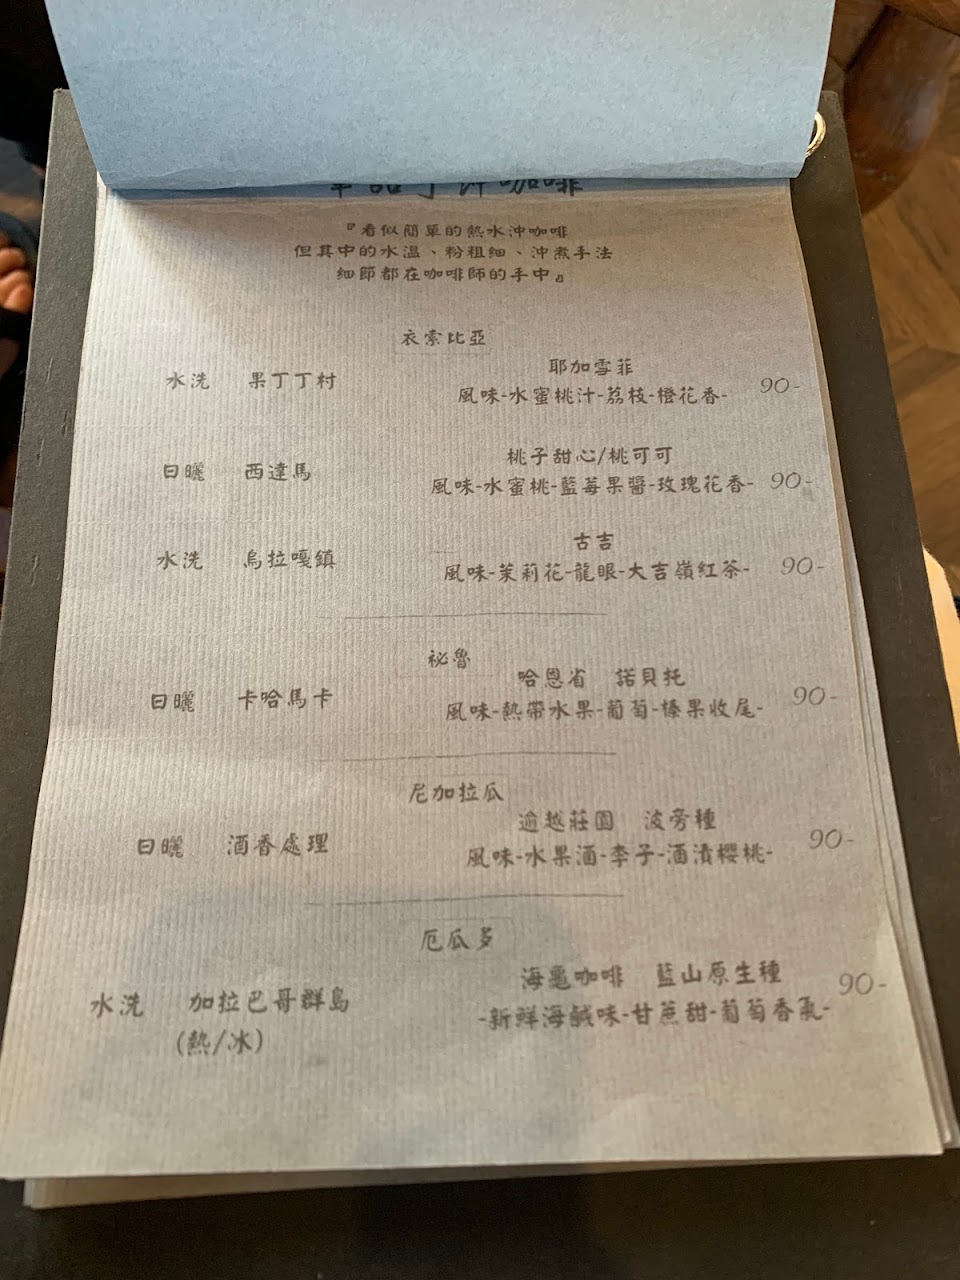 單品手沖咖啡
『看似簡單的熱水沖咖啡
但其中的水溫、粉粗細、沖煮手法
細節都在咖啡師的手中』
衣索比亞
水洗 果丁丁村 耶加雪菲 90-
風味-水蜜桃汁-荔枝-橙花香-
日曬 西達馬 桃子甜心/桃可可
風味-水蜜桃-藍莓果醬-玫瑰花香- 90-
水洗 烏拉嘎鎮 古吉 90-
風味-茉莉花-龍眼-大吉嶺紅茶-
祕魯
日曬 卡哈馬卡 哈恩省 諾貝托 90-
風味-熱帶水果-葡萄-榛果收尾-
尼加拉瓜
日曬 酒香處理 逾越莊園 波旁種 90-
風味-水果酒-李子-酒漬櫻桃-
厄瓜多
水洗 加拉巴哥群島 海龜咖啡 藍山原生種 90-
(熱/冰) -新鮮海鹹味-甘蔗甜-葡萄香氣-